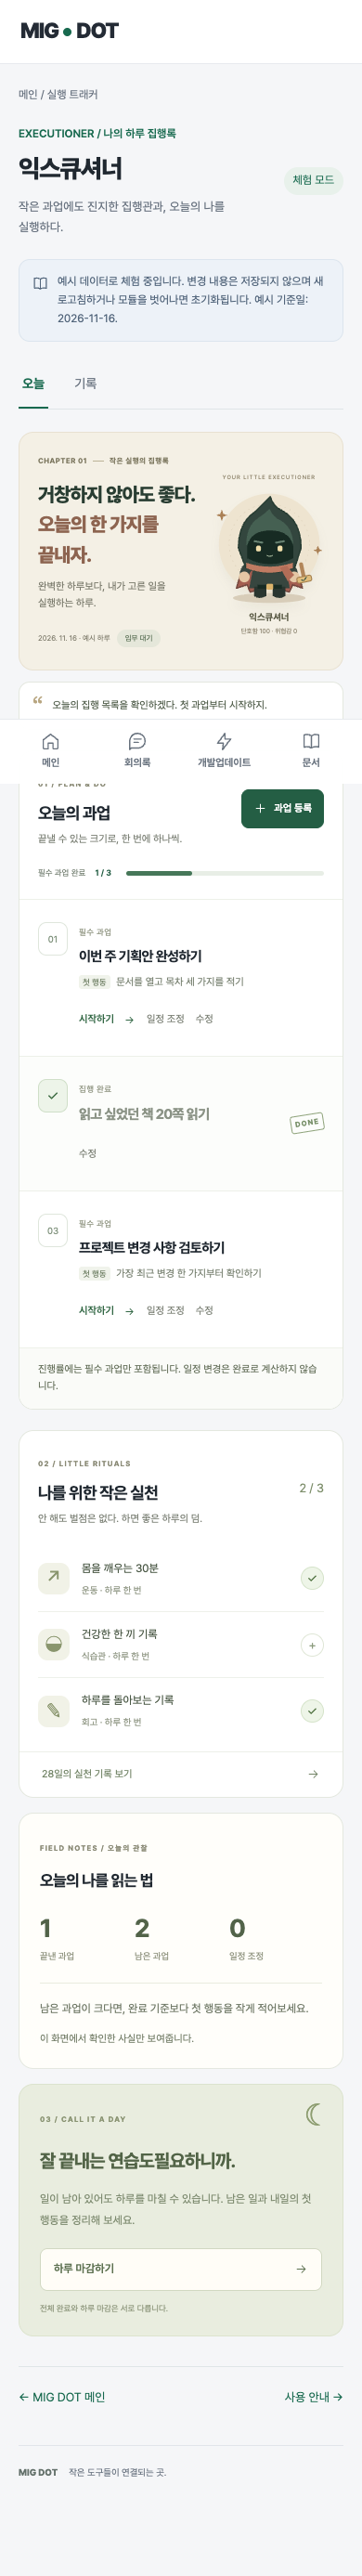 MIG DOT
메인 / 실행 트래커
EXECUTIONER / 나의 하루 집행록
익스큐셔너
체험 모드
작은 과업에도 진지한 집행관과, 오늘의 나를
실행하다.
예시 데이터로 체험 중입니다. 변경 내용은 저장되지 않으며 새
로고침하거나 모듈을 벗어나면 초기화됩니다. 예시 기준일:
2026-11-16.
오늘
기록
CHAPTER 01 — 작은 실행의 집행록
거창하지 않아도 좋다.
오늘의 한 가지를
끝내자.
완벽한 하루보다, 내가 고른 일을
실행하는 하루.
2026. 11. 16 · 예시 하루
임무 대기
YOUR LITTLE EXECUTIONER
익스큐셔너
단호함 100 · 위협감 0
“ 오늘의 집행 목록을 확인하겠다. 첫 과업부터 시작하지.
메인
회의록
개발업데이트
문서
01 / PLAN & DO
오늘의 과업
+ 과업 등록
끝낼 수 있는 크기로, 한 번에 하나씩.
필수 과업 완료 1 / 3
01
필수 과업
이번 주 기획안 완성하기
첫 행동 문서를 열고 목차 세 가지를 적기
시작하기 → 일정 조정 수정
✓
집행 완료
읽고 싶었던 책 20쪽 읽기
DONE
수정
03
필수 과업
프로젝트 변경 사항 검토하기
첫 행동 가장 최근 변경 한 가지부터 확인하기
시작하기 → 일정 조정 수정
진행률에는 필수 과업만 포함됩니다. 일정 변경은 완료로 계산하지 않습
니다.
02 / LITTLE RITUALS
나를 위한 작은 실천
2 / 3
안 해도 벌점은 없다. 하면 좋은 하루의 덤.
↗
몸을 깨우는 30분
운동 · 하루 한 번
✓
건강한 한 끼 기록
식습관 · 하루 한 번
+
✎
하루를 돌아보는 기록
회고 · 하루 한 번
✓
28일의 실천 기록 보기 →
FIELD NOTES / 오늘의 관찰
오늘의 나를 읽는 법
1
2
0
끝낸 과업
남은 과업
일정 조정
남은 과업이 크다면, 완료 기준보다 첫 행동을 작게 적어보세요.
이 화면에서 확인한 사실만 보여줍니다.
03 / CALL IT A DAY
잘 끝내는 연습도필요하니까.
일이 남아 있어도 하루를 마칠 수 있습니다. 남은 일과 내일의 첫
행동을 정리해 보세요.
하루 마감하기 →
전체 완료와 하루 마감은 서로 다릅니다.
← MIG DOT 메인
사용 안내 →
MIG DOT 작은 도구들이 연결되는 곳.